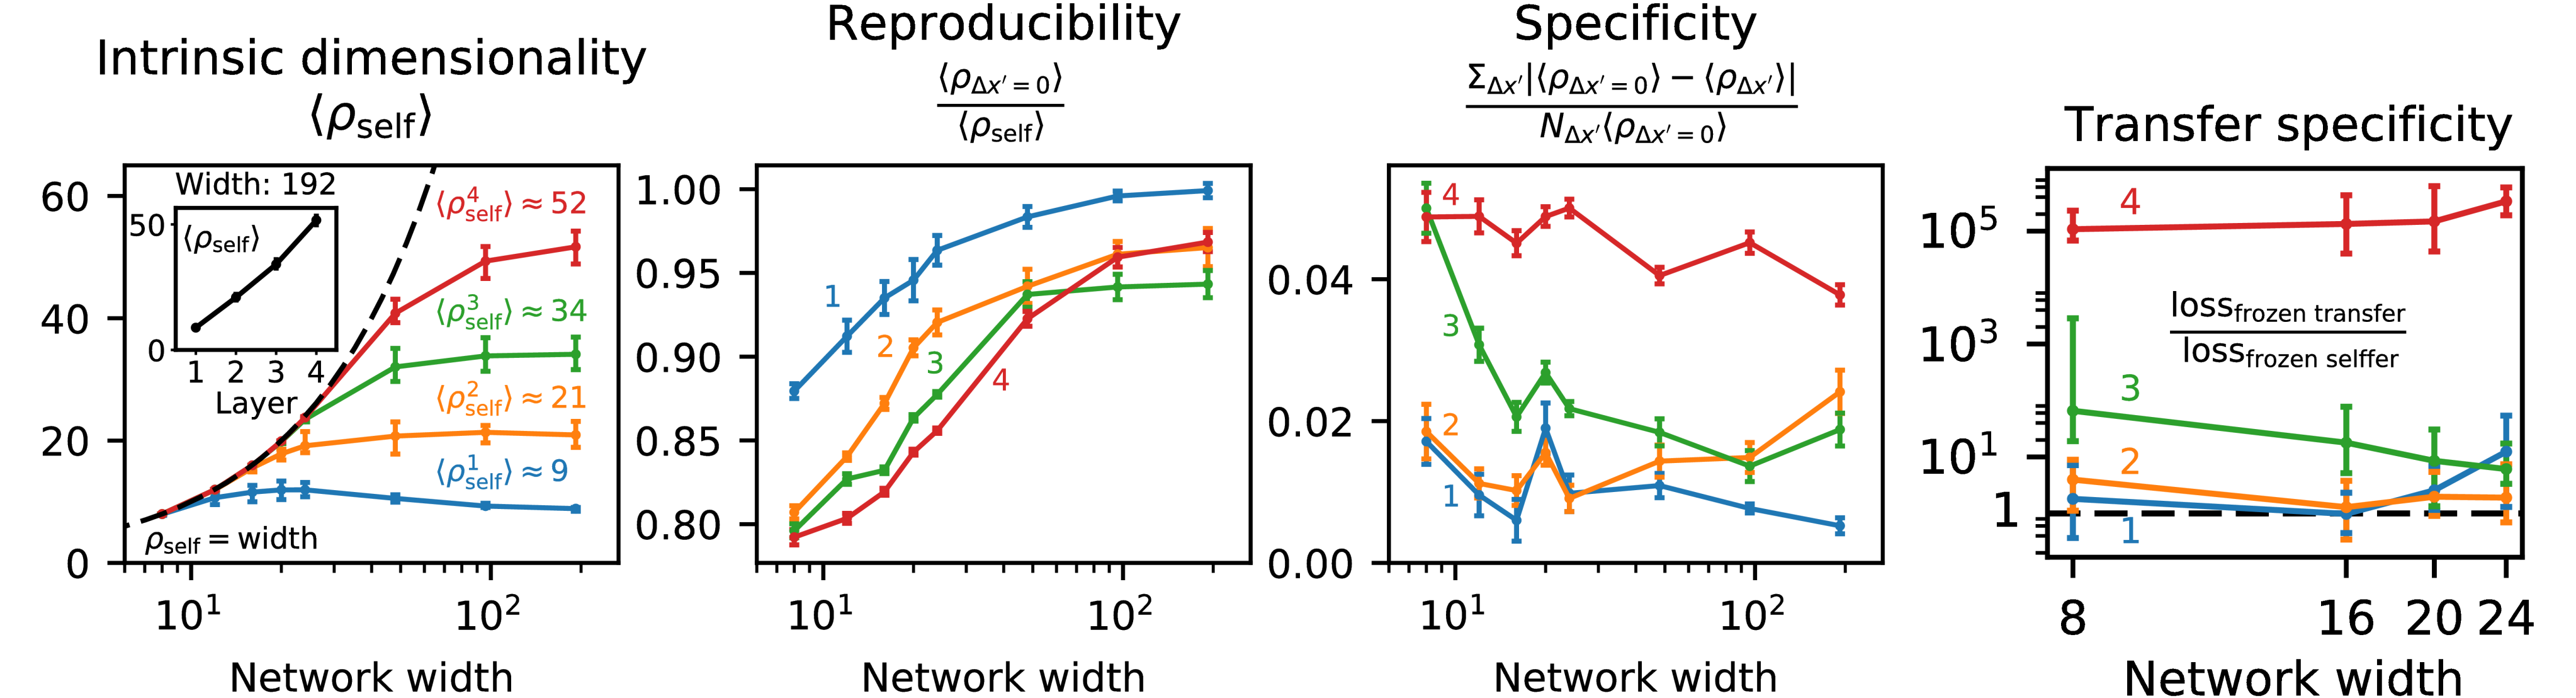 Intrinsic dimensionality
⟨ρself⟩
60
40
20
0
Width: 192
50
0
⟨ρself⟩
1 2 3 4
Layer
⟨ρ⁴self⟩ ≈ 52
⟨ρ³self⟩ ≈ 34
⟨ρ²self⟩ ≈ 21
⟨ρ¹self⟩ ≈ 9
ρself = width
10¹ 10²
Network width
Reproducibility
⟨ρΔx′ = 0⟩
⟨ρself⟩
1.00
0.95
0.90
0.85
0.80
1
2
3
4
10¹ 10²
Network width
Specificity
ΣΔx′|⟨ρΔx′ = 0⟩ − ⟨ρΔx′⟩|
NΔx′⟨ρΔx′ = 0⟩
0.04
0.02
0.00
4
3
2
1
10¹ 10²
Network width
Transfer specificity
10⁵
10³
10¹
1
4
lossfrozen transfer
lossfrozen selffer
3
2
1
8 16 20 24
Network width